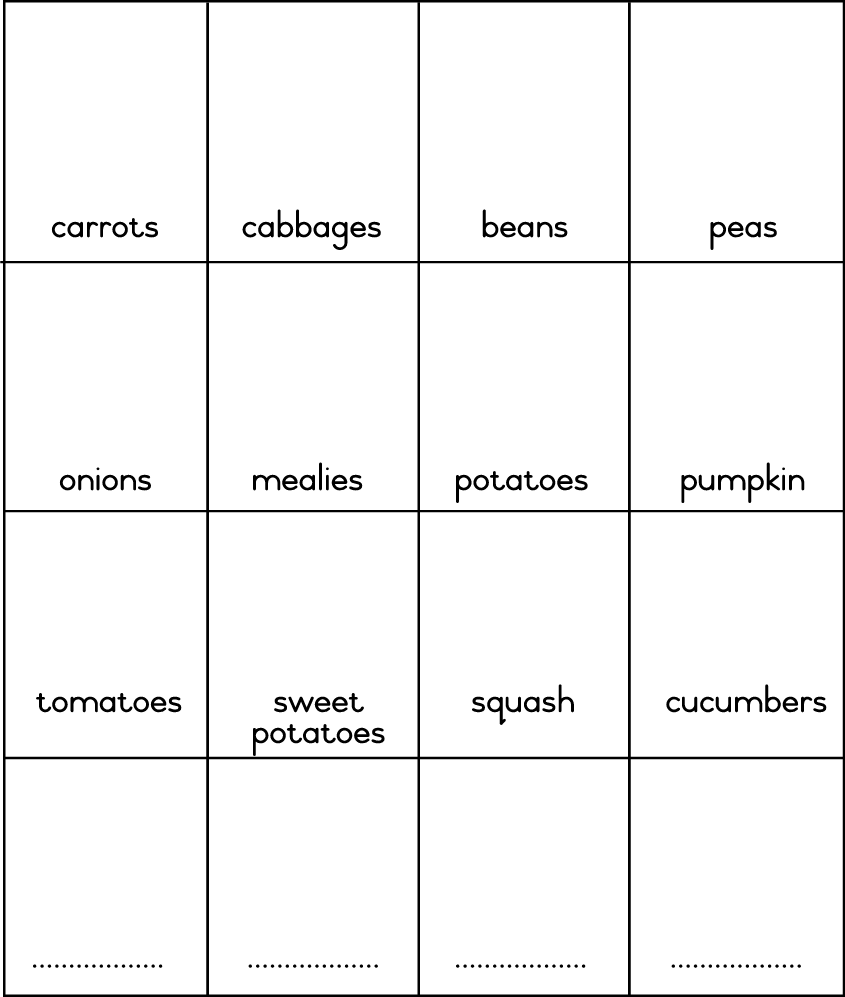 carrots
cabbages
beans
peas
onions
mealies
potatoes
pumpkin
tomatoes
sweet
potatoes
squash
cucumbers
..................
..................
..................
..................